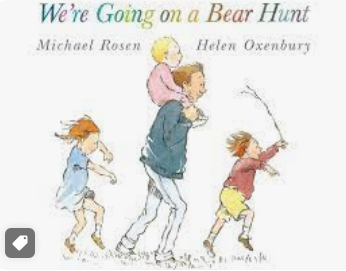 We're Going on a Bear Hunt
Michael Rosen Helen Oxenbury